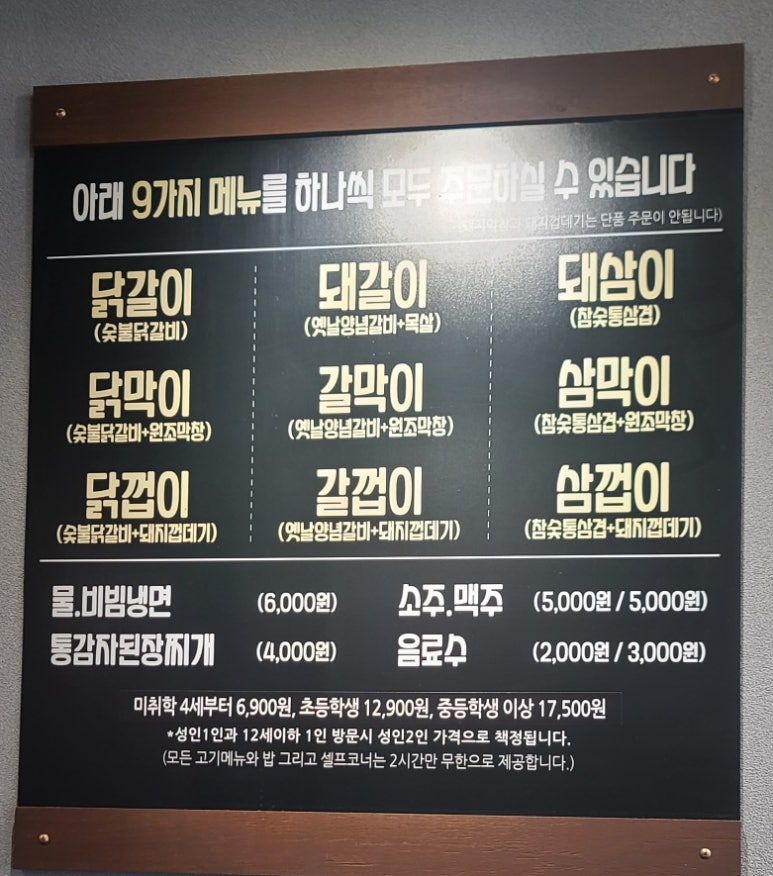 아래 9가지 메뉴를 하나씩 모두 주문하실 수 있습니다
돼지껍데기는 단품 주문이 안됩니다)
닭갈이 돼갈이 돼삼이
(숯불닭갈비) (옛날양념갈비+목살) (참숯통삼겹)
닭막이 갈막이 삼막이
(숯불닭갈비+원조막창) (옛날양념갈비+원조막창) (참숯통삼겹+원조막창)
닭껍이 갈껍이 삼껍이
(숯불닭갈비+돼지껍데기) (옛날양념갈비+돼지껍데기) (참숯통삼겹+돼지껍데기)
물.비빔냉면 (6,000원) 소주.맥주 (5,000원 / 5,000원)
통감자된장찌개 (4,000원) 음료수 (2,000원 / 3,000원)
미취학 4세부터 6,900원, 초등학생 12,900원, 중등학생 이상 17,500원
*성인1인과 12세이하 1인 방문시 성인2인 가격으로 책정됩니다.
(모든 고기메뉴와 밥 그리고 셀프코너는 2시간만 무한으로 제공합니다.)